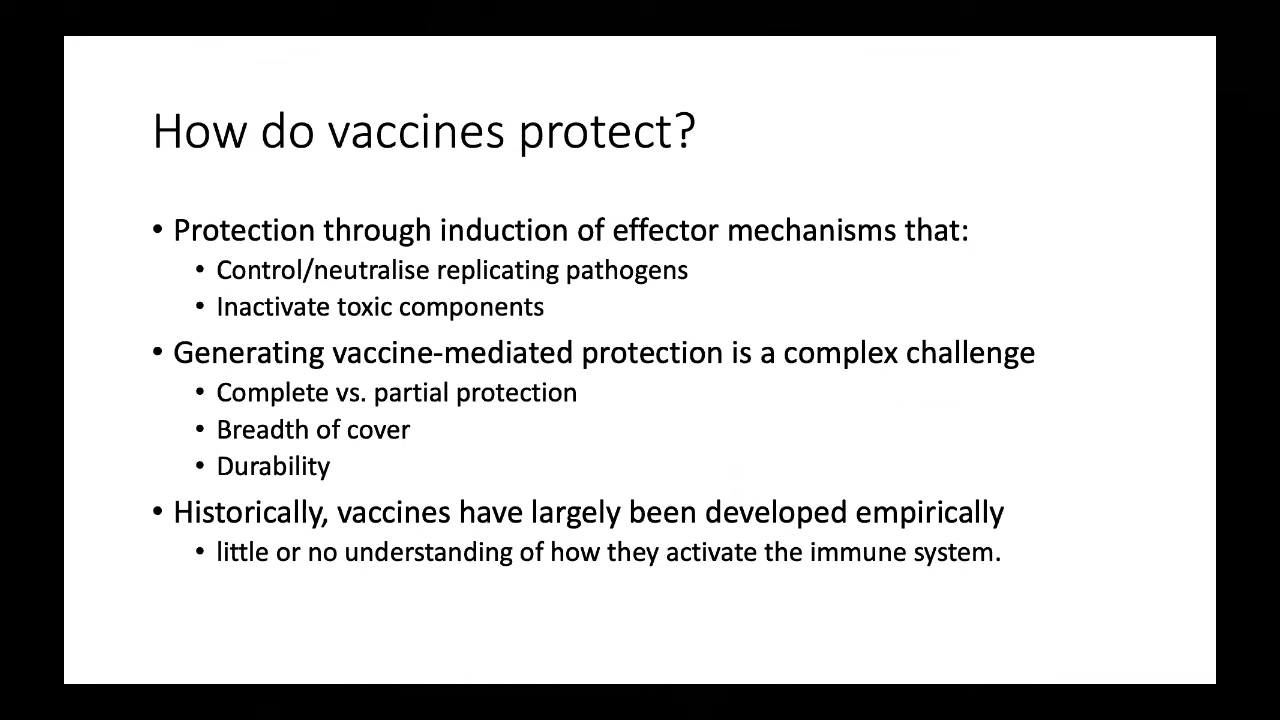 How do vaccines protect?
• Protection through induction of effector mechanisms that:
• Control/neutralise replicating pathogens
• Inactivate toxic components
• Generating vaccine-mediated protection is a complex challenge
• Complete vs. partial protection
• Breadth of cover
• Durability
• Historically, vaccines have largely been developed empirically
• little or no understanding of how they activate the immune system.